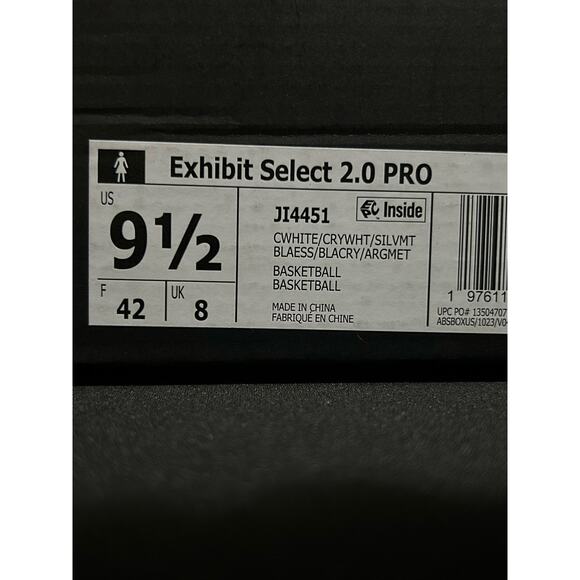 Exhibit Select 2.0 PRO
US
9½
F
42
UK
8
JI4451
Inside
CWHITE/CRYWHT/SILVMT
BLAESS/BLACRY/ARGMET
BASKETBALL
BASKETBALL
MADE IN CHINA
FABRIQUÉ EN CHINE
1 97611
UPC PO# 13504707
ABSBOXUS/1023/V0